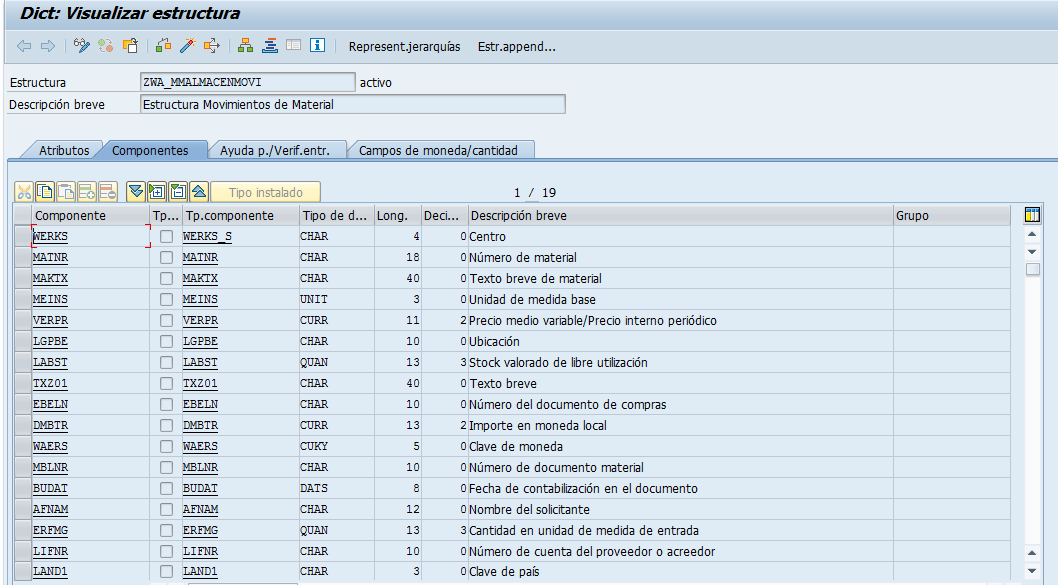 Dict: Visualizar estructura
Represent.jerarquías Estr.append...
Estructura ZWA_MMALMACENMOVI activo
Descripción breve Estructura Movimientos de Material
Atributos Componentes Ayuda p./Verif.entr. Campos de moneda/cantidad
Tipo instalado 1 / 19
Componente Tp... Tp.componente Tipo de d... Long. Deci... Descripción breve Grupo
WERKS WERKS_S CHAR 4 0 Centro
MATNR MATNR CHAR 18 0 Número de material
MAKTX MAKTX CHAR 40 0 Texto breve de material
MEINS MEINS UNIT 3 0 Unidad de medida base
VERPR VERPR CURR 11 2 Precio medio variable/Precio interno periódico
LGPBE LGPBE CHAR 10 0 Ubicación
LABST LABST QUAN 13 3 Stock valorado de libre utilización
TXZ01 TXZ01 CHAR 40 0 Texto breve
EBELN EBELN CHAR 10 0 Número del documento de compras
DMBTR DMBTR CURR 13 2 Importe en moneda local
WAERS WAERS CUKY 5 0 Clave de moneda
MBLNR MBLNR CHAR 10 0 Número de documento material
BUDAT BUDAT DATS 8 0 Fecha de contabilización en el documento
AFNAM AFNAM CHAR 12 0 Nombre del solicitante
ERFMG ERFMG QUAN 13 3 Cantidad en unidad de medida de entrada
LIFNR LIFNR CHAR 10 0 Número de cuenta del proveedor o acreedor
LAND1 LAND1 CHAR 3 0 Clave de país